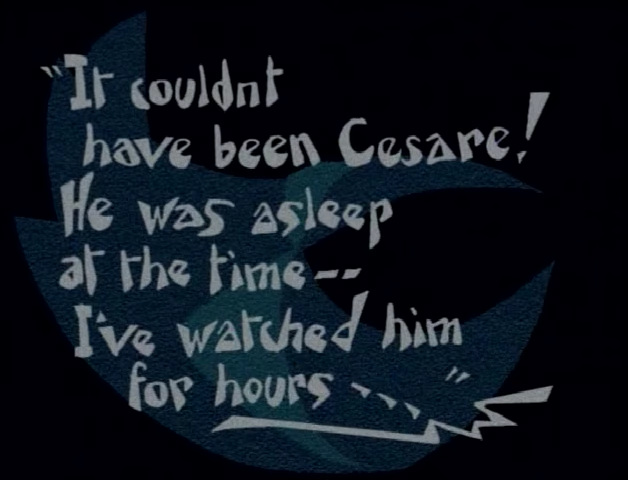 "It couldnt
have been Cesare!
He was asleep
at the time--
I've watched him
for hours ----"